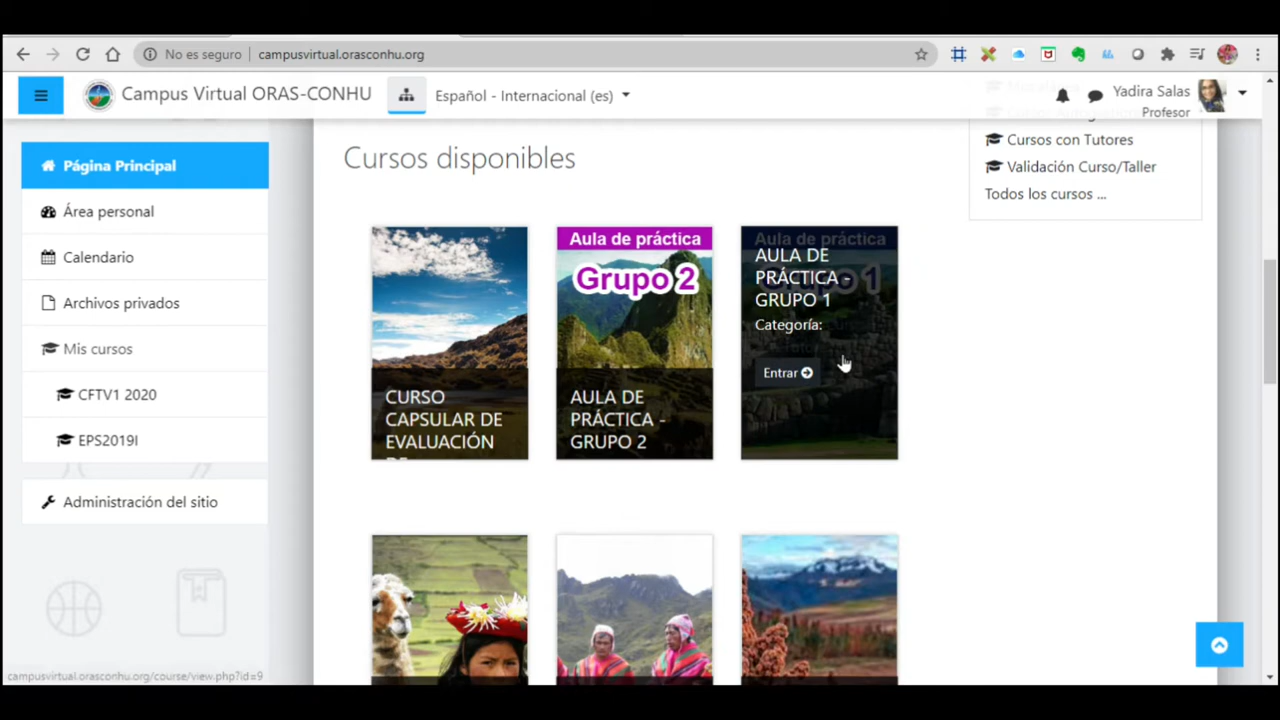 No es seguro
campusvirtual.orasconhu.org
Campus Virtual ORAS-CONHU
Español - Internacional (es)
Yadira Salas
Profesor
Página Principal
Área personal
Calendario
Archivos privados
Mis cursos
CFTV1 2020
EPS2019I
Administración del sitio
Cursos disponibles
Cursos con Tutores
Validación Curso/Taller
Todos los cursos ...
CURSO
CAPSULAR DE
EVALUACIÓN
Aula de práctica
Grupo 2
AULA DE
PRÁCTICA -
GRUPO 2
Aula de práctica
Grupo 1
AULA DE
PRÁCTICA -
GRUPO 1
Categoría:
Entrar
campusvirtual.orasconhu.org/course/view.php?id=9